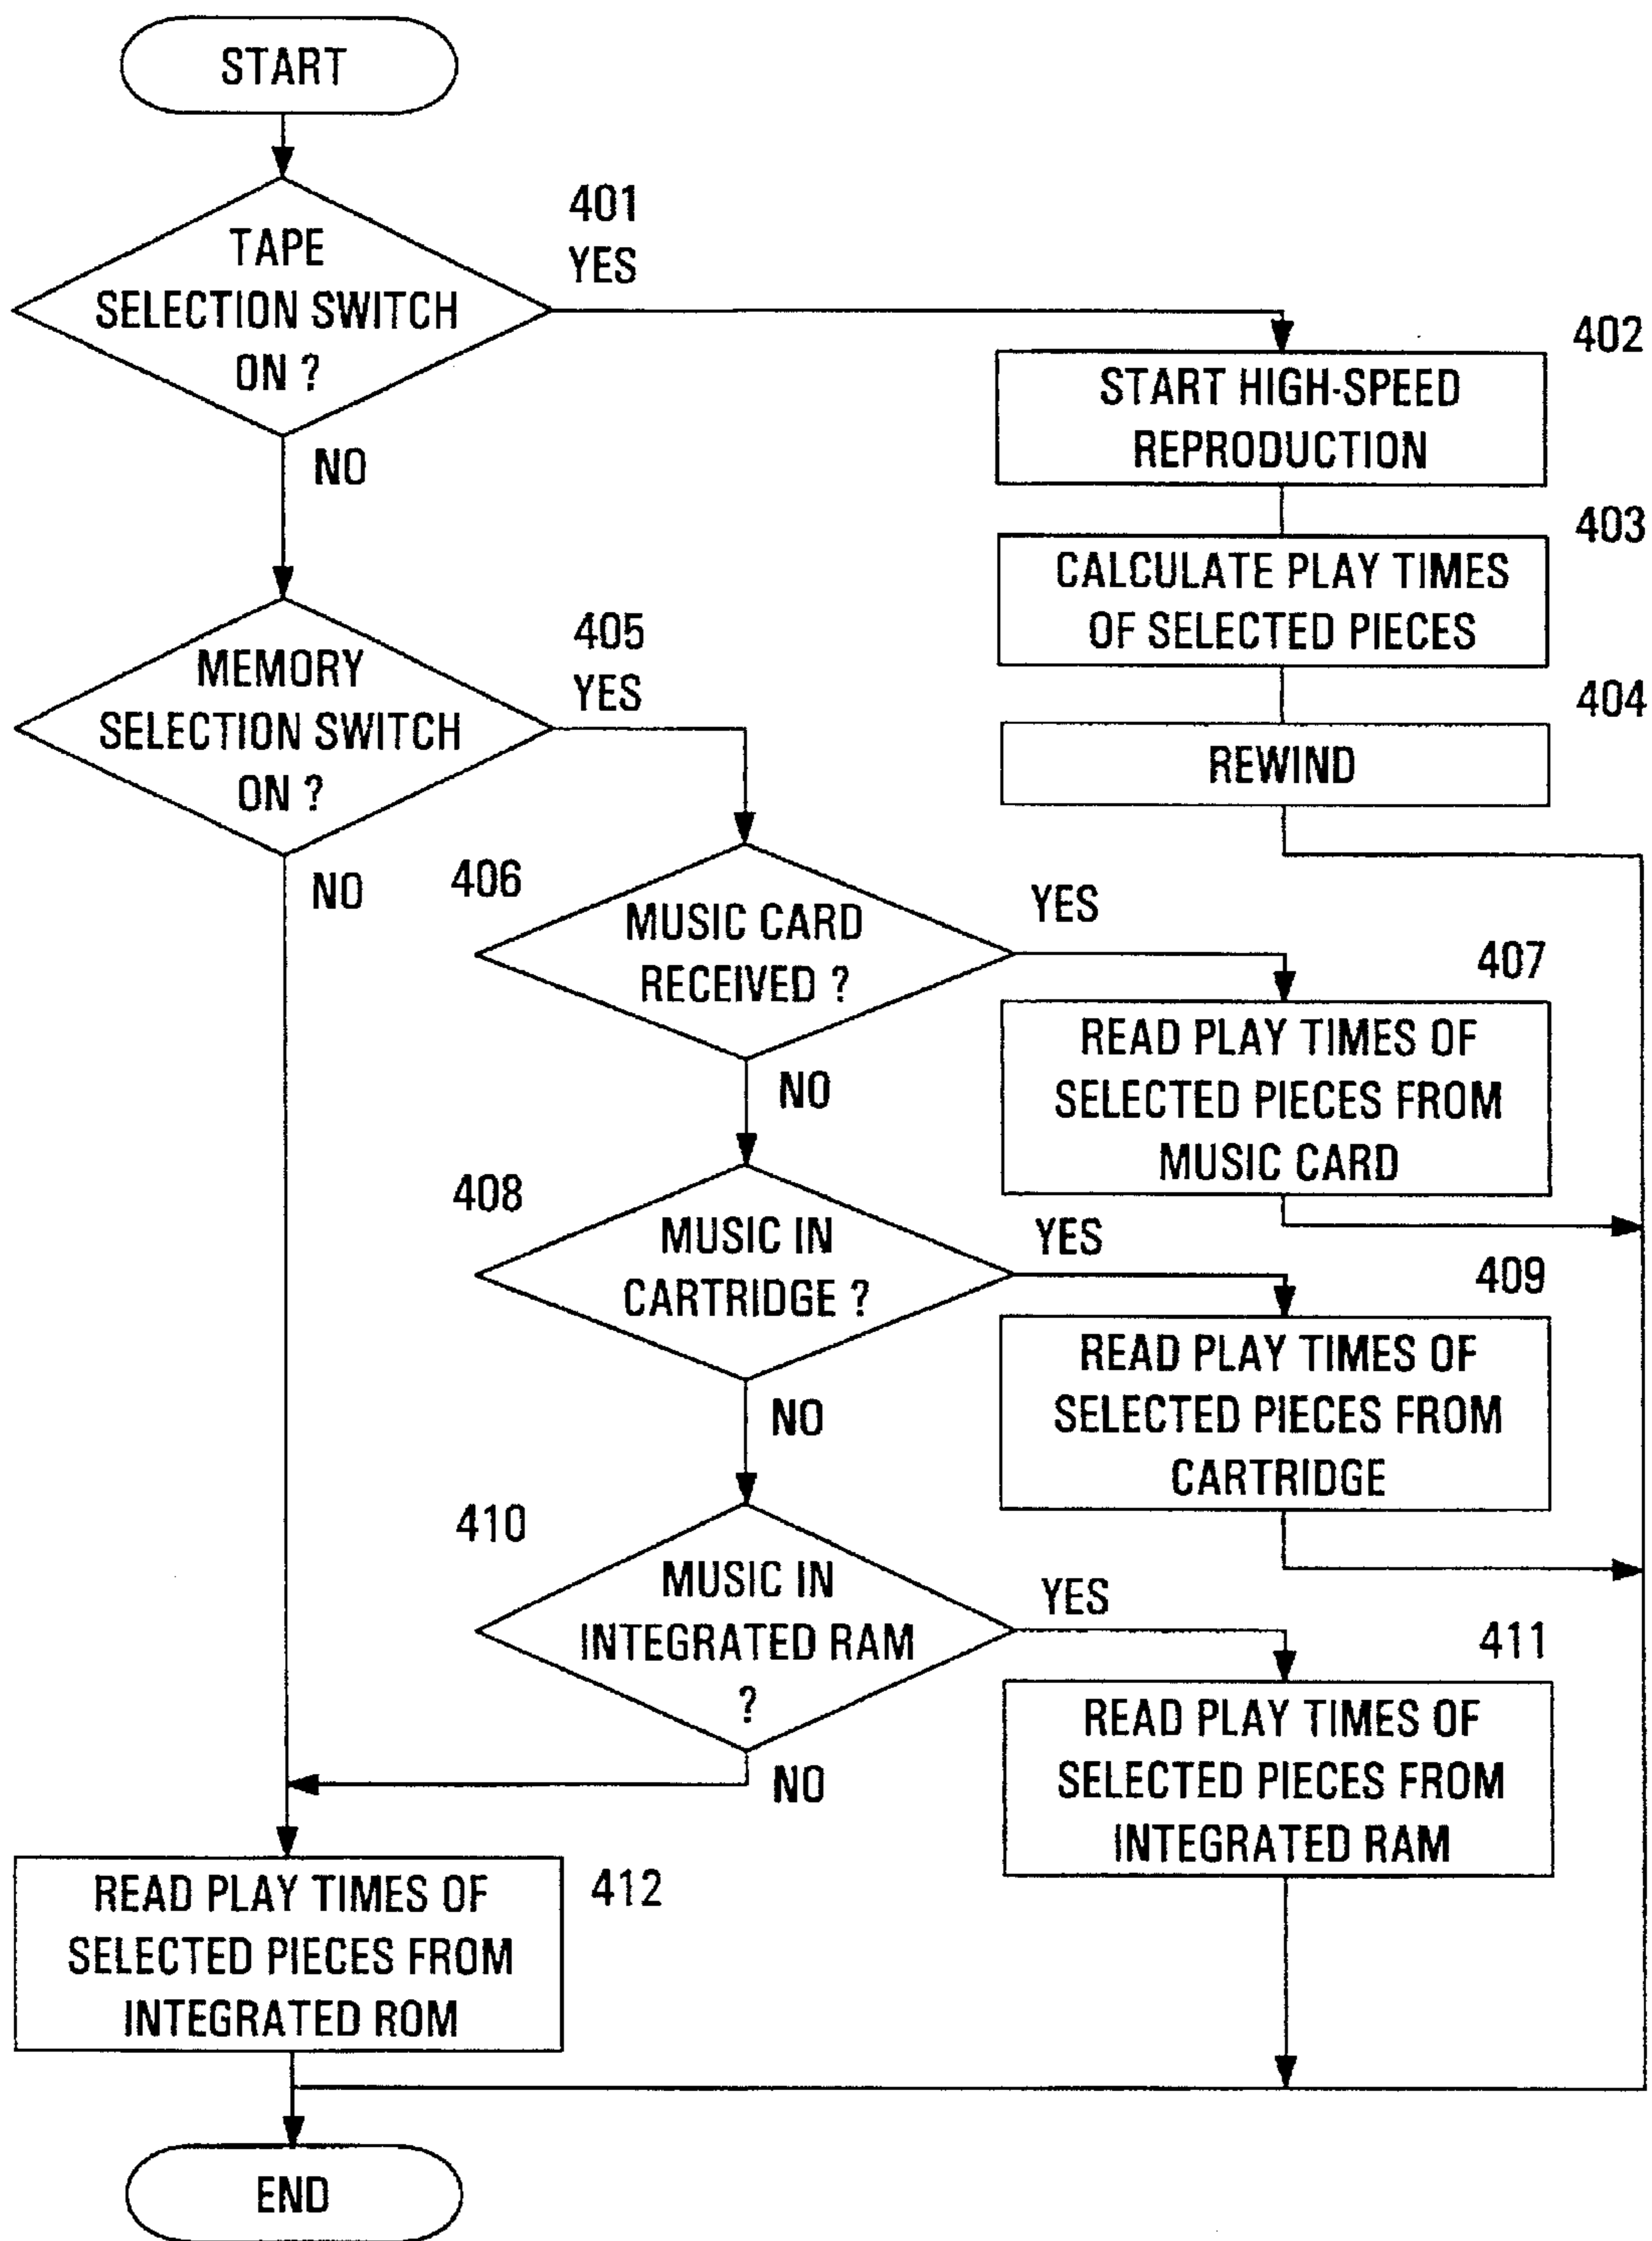 START
401
TAPE
SELECTION SWITCH
ON ?
YES
NO
402
START HIGH-SPEED
REPRODUCTION
403
CALCULATE PLAY TIMES
OF SELECTED PIECES
404
REWIND
405
MEMORY
SELECTION SWITCH
ON ?
YES
NO
406
MUSIC CARD
RECEIVED ?
YES
NO
407
READ PLAY TIMES OF
SELECTED PIECES FROM
MUSIC CARD
408
MUSIC IN
CARTRIDGE ?
YES
NO
409
READ PLAY TIMES OF
SELECTED PIECES FROM
CARTRIDGE
410
MUSIC IN
INTEGRATED RAM
?
YES
NO
411
READ PLAY TIMES OF
SELECTED PIECES FROM
INTEGRATED RAM
412
READ PLAY TIMES OF
SELECTED PIECES FROM
INTEGRATED ROM
END